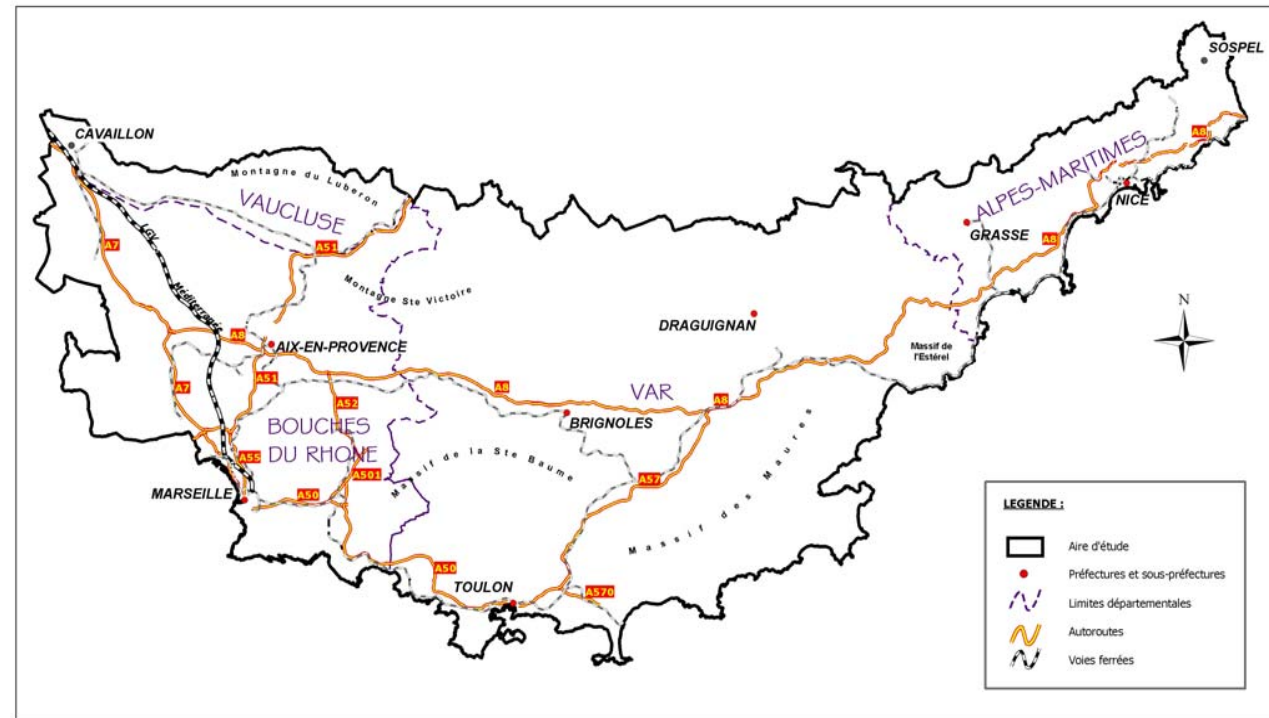 SOSPEL
CAVAILLON
A8
Montagne du Luberon
ALPES-MARITIMES
VAUCLUSE
NICE
GRASSE
LGV Méditerranée
A7
A51
A8
Montagne Ste Victoire
N
DRAGUIGNAN
A8
AIX-EN-PROVENCE
Massif de
l'Estérel
A7
A51
A8
VAR
A52
A8
BRIGNOLES
BOUCHES
DU RHONE
A55
Massif de la Ste Baume
A501
A57
Massif des Maures
MARSEILLE
A50
LEGENDE :
Aire d'étude
A50
Préfectures et sous-préfectures
TOULON
A570
Limites départementales
Autoroutes
Voies ferrées